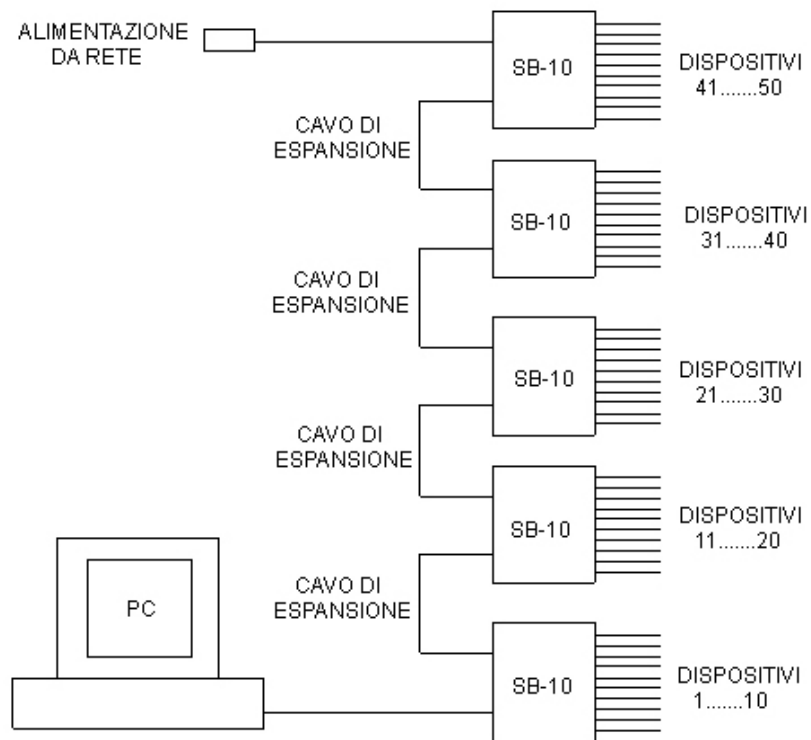 ALIMENTAZIONE
DA RETE
SB-10
DISPOSITIVI
41.......50
CAVO DI
ESPANSIONE
SB-10
DISPOSITIVI
31.......40
CAVO DI
ESPANSIONE
SB-10
DISPOSITIVI
21.......30
CAVO DI
ESPANSIONE
SB-10
DISPOSITIVI
11.......20
CAVO DI
ESPANSIONE
PC
SB-10
DISPOSITIVI
1.......10